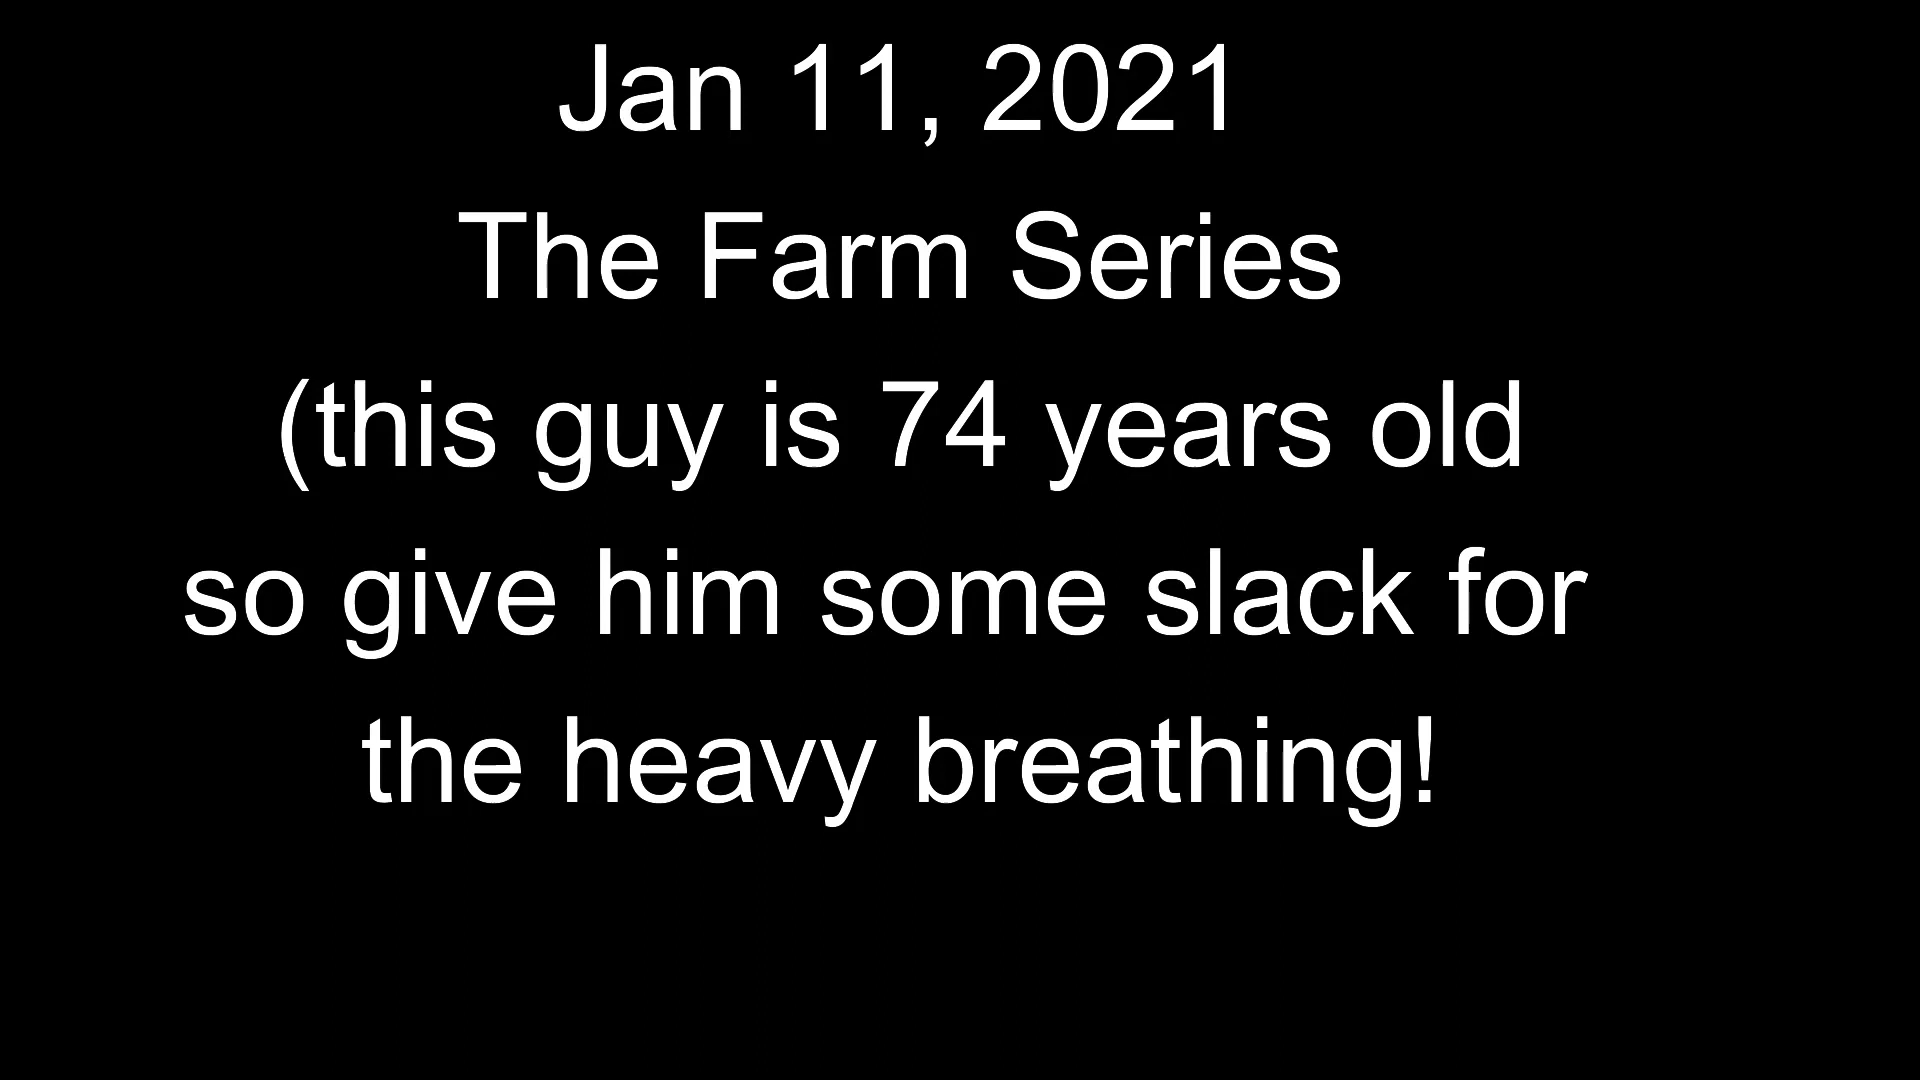 Jan 11, 2021
The Farm Series
(this guy is 74 years old
so give him some slack for
the heavy breathing!